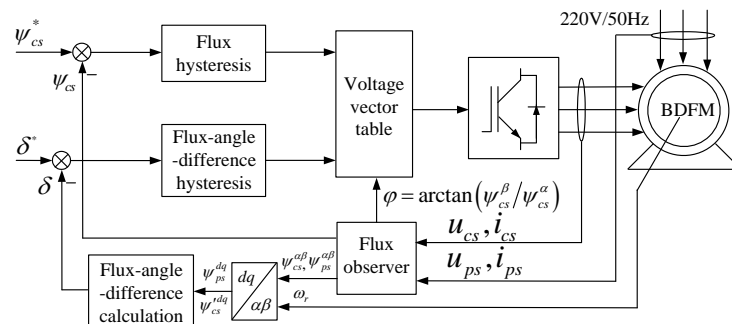 ψ*cs
Flux
hysteresis
Voltage
vector
table
220V/50Hz
BDFM
ψcs
−
δ*
Flux-angle
-difference
hysteresis
δ
−
φ = arctan(ψβcs/ψαcs)
Flux
observer
ucs, ics
ups, ips
Flux-angle
-difference
calculation
ψdqps
ψ'dqcs
dq
αβ
ψαβcs, ψαβps
ωr